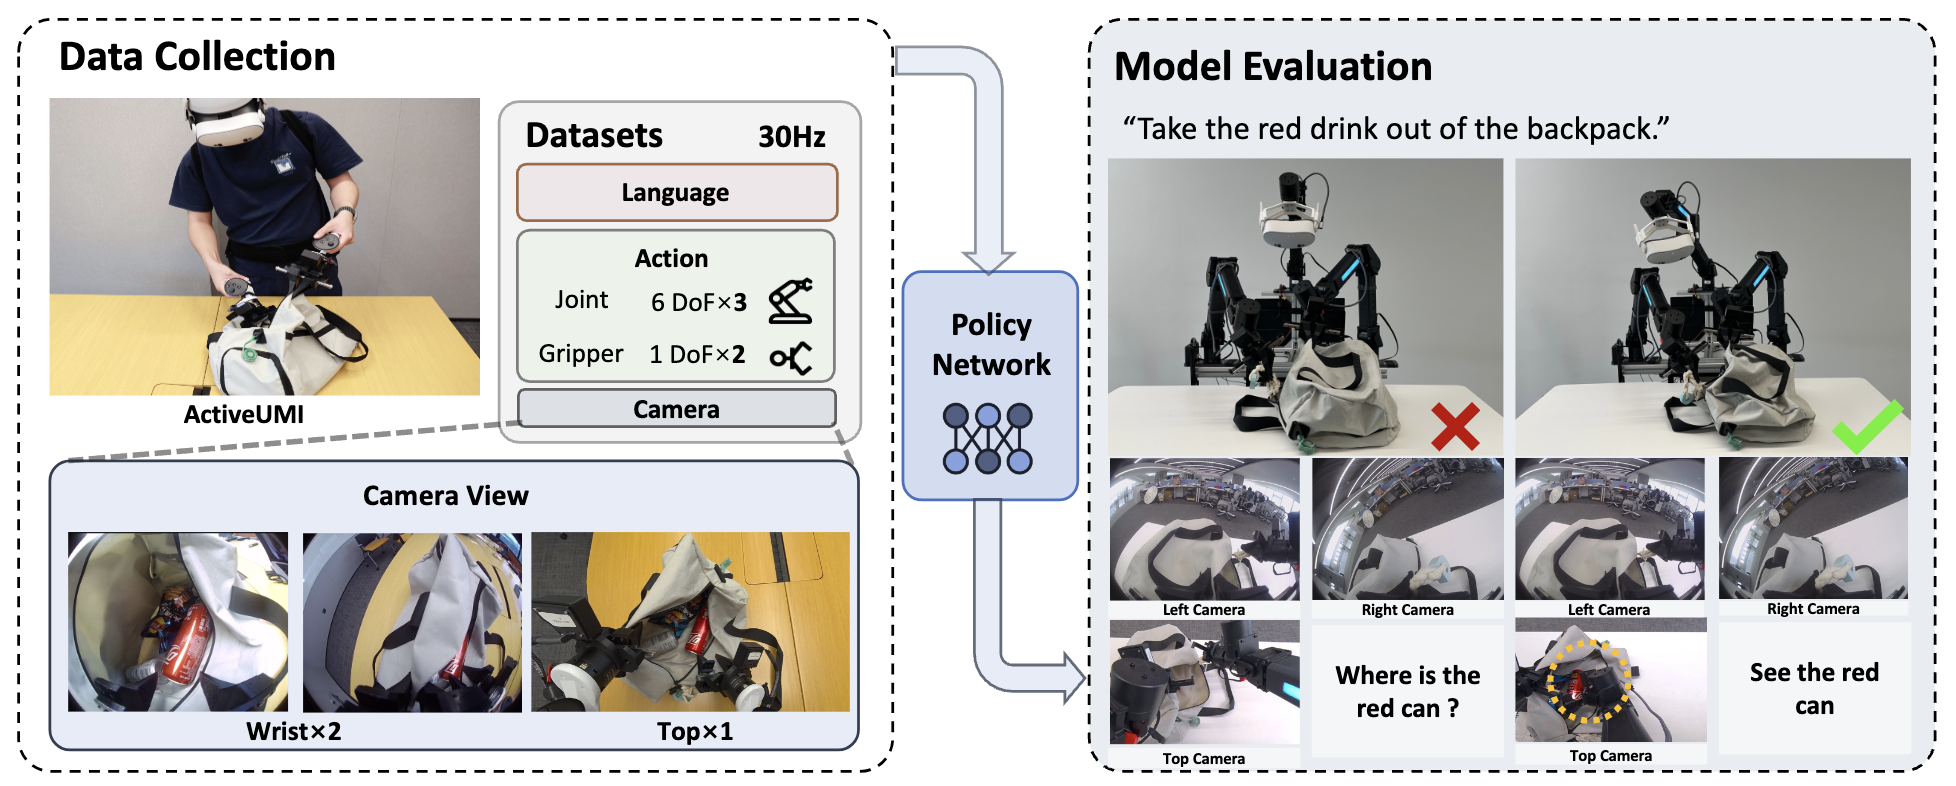 Data Collection
ActiveUMI
Datasets 30Hz
Language
Action
Joint 6 DoF×3
Gripper 1 DoF×2
Camera
Camera View
Wrist×2
Top×1
Policy
Network
Model Evaluation
“Take the red drink out of the backpack.”
Left Camera
Right Camera
Left Camera
Right Camera
Top Camera
Where is the
red can ?
Top Camera
See the red
can